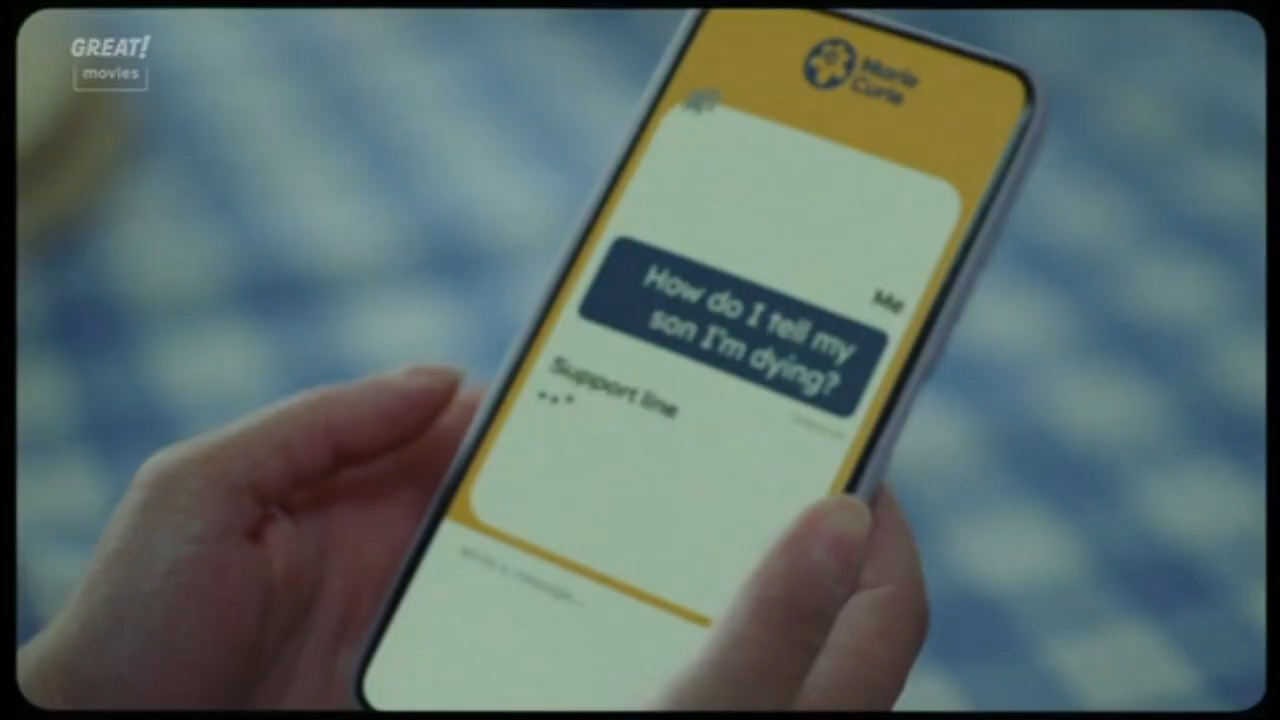 GREAT!
movies
Marie
Curie
Me
How do I tell my
son I'm dying?
Support line